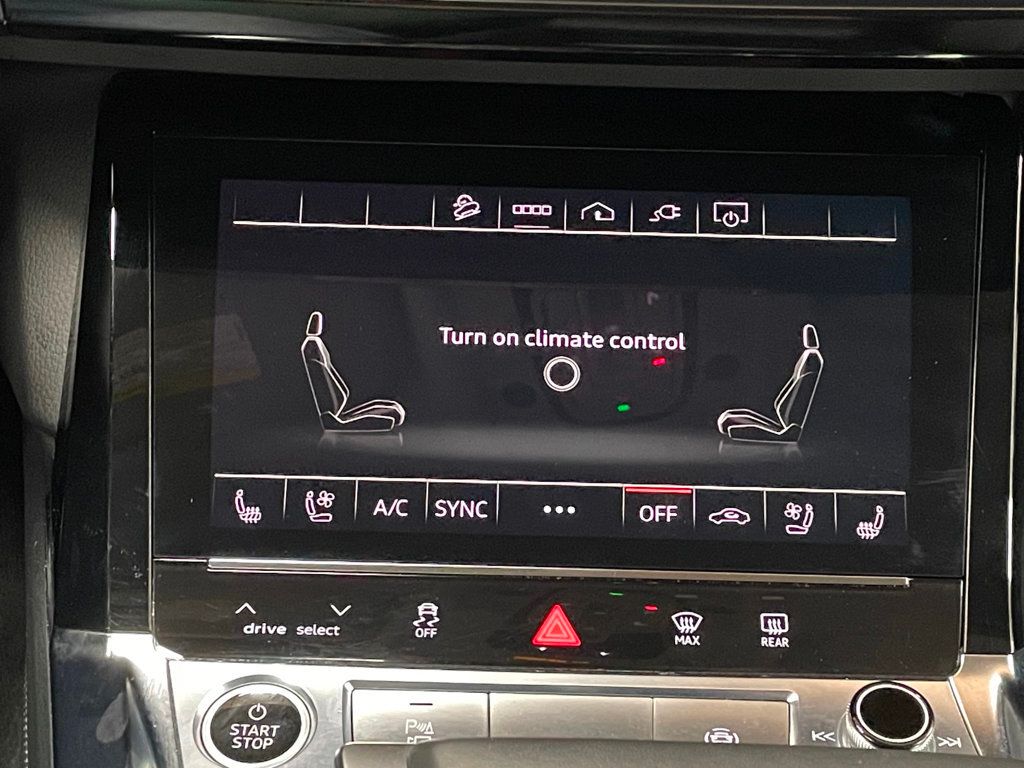 Turn on climate control
A/C SYNC ••• OFF
drive select
OFF
MAX
REAR
START
STOP
P